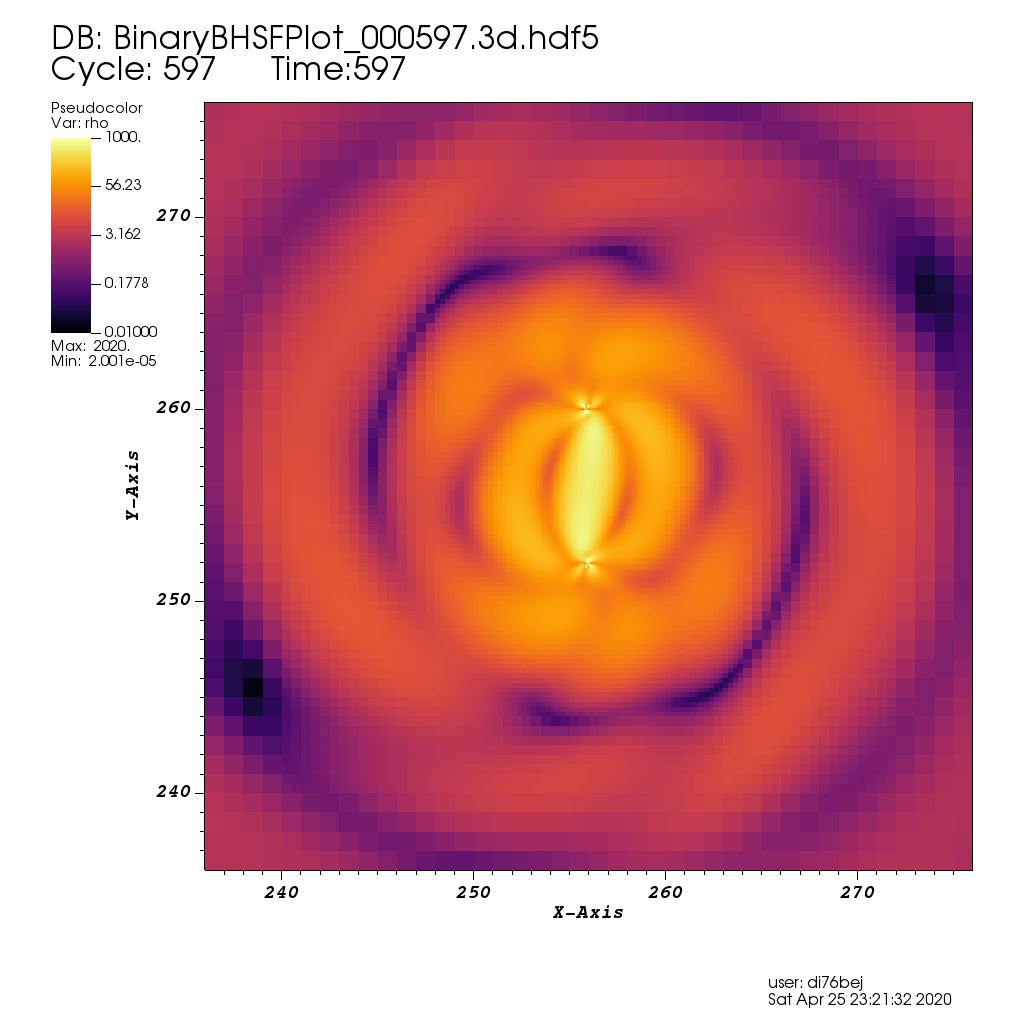 DB: BinaryBHSFPlot_000597.3d.hdf5
Cycle: 597 Time:597
Pseudocolor
Var: rho
1000.
56.23
3.162
0.1778
0.01000
Max: 2020.
Min: 2.001e-05
270
260
250
240
Y-Axis
240 250 260 270
X-Axis
user: di76bej
Sat Apr 25 23:21:32 2020